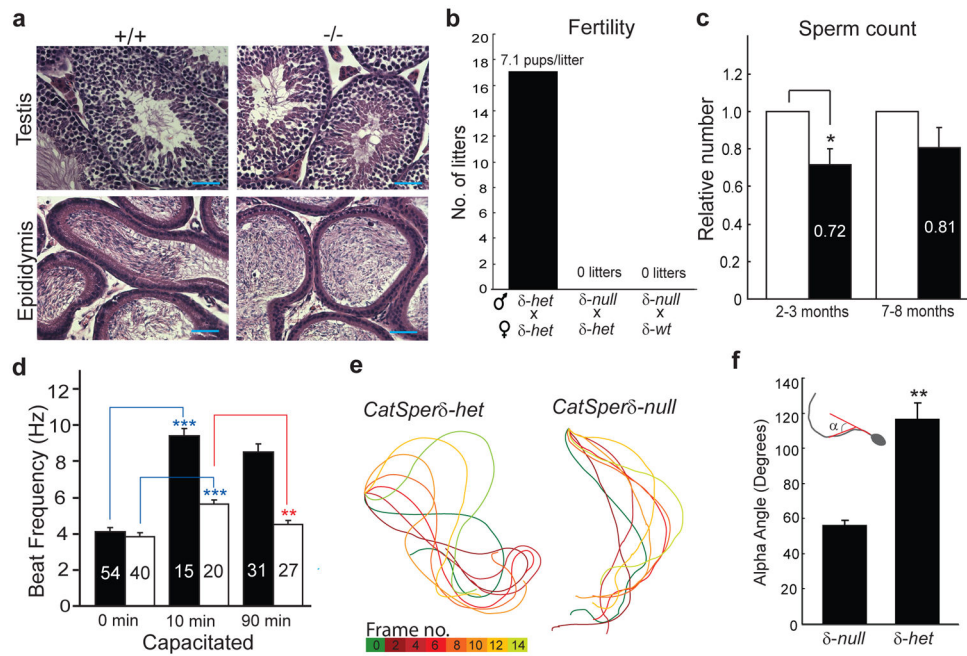 a
+/+
-/-
Testis
Epididymis
b
Fertility
20
18
16
14
12
10
8
6
4
2
0
No. of litters
7.1 pups/litter
0 litters
0 litters
♂ δ-het δ-null δ-null
x x x
♀ δ-het δ-het δ-wt
c
Sperm count
1.2
1
0.8
0.6
0.4
0.2
0
Relative number
*
0.72
0.81
2-3 months
7-8 months
d
12
10
8
6
4
2
0
Beat Frequency (Hz)
***
***
**
54 40 15 20 31 27
0 min 10 min 90 min
Capacitated
e
CatSperδ-het
CatSperδ-null
Frame no.
0 2 4 6 8 10 12 14
f
140
120
100
80
60
40
20
0
Alpha Angle (Degrees)
α
**
δ-null δ-het